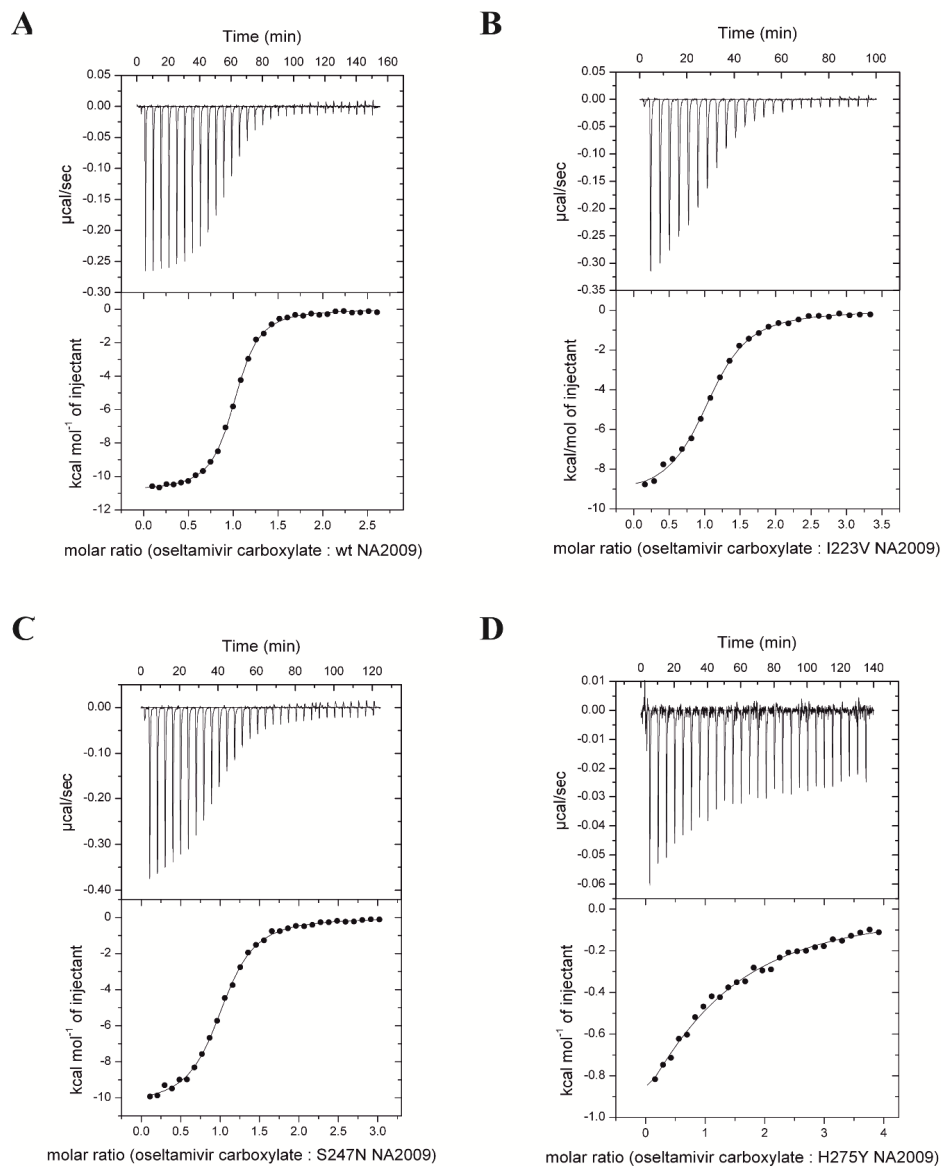 A
Time (min)
0 20 40 60 80 100 120 140 160
0.05
0.00
-0.05
-0.10
-0.15
-0.20
-0.25
-0.30
µcal/sec
0
-2
-4
-6
-8
-10
-12
kcal mol⁻¹ of injectant
0.0 0.5 1.0 1.5 2.0 2.5
molar ratio (oseltamivir carboxylate : wt NA2009)
B
Time (min)
0 20 40 60 80 100
0.05
0.00
-0.05
-0.10
-0.15
-0.20
-0.25
-0.30
-0.35
µcal/sec
0
-2
-4
-6
-8
-10
kcal/mol of injectant
0.0 0.5 1.0 1.5 2.0 2.5 3.0 3.5
molar ratio (oseltamivir carboxylate : I223V NA2009)
C
Time (min)
0 20 40 60 80 100 120
0.00
-0.10
-0.20
-0.30
-0.40
µcal/sec
0
-2
-4
-6
-8
-10
kcal mol⁻¹ of injectant
0.0 0.5 1.0 1.5 2.0 2.5 3.0
molar ratio (oseltamivir carboxylate : S247N NA2009)
D
Time (min)
0 20 40 60 80 100 120 140
0.01
0.00
-0.01
-0.02
-0.03
-0.04
-0.05
-0.06
µcal/sec
0.0
-0.2
-0.4
-0.6
-0.8
-1.0
kcal mol⁻¹ of injectant
0 1 2 3 4
molar ratio (oseltamivir carboxylate : H275Y NA2009)